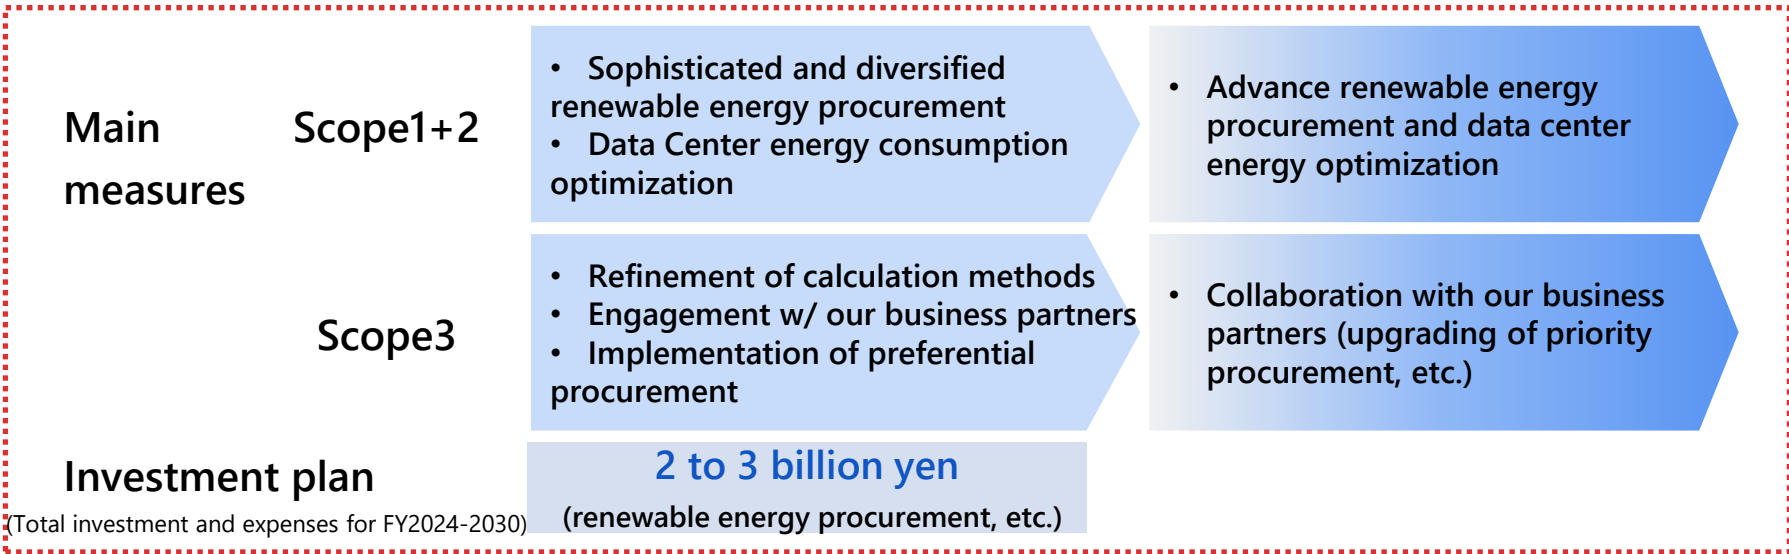 Main
measures
Scope1+2
• Sophisticated and diversified
renewable energy procurement
• Data Center energy consumption
optimization
• Advance renewable energy
procurement and data center
energy optimization
Scope3
• Refinement of calculation methods
• Engagement w/ our business partners
• Implementation of preferential
procurement
• Collaboration with our business
partners (upgrading of priority
procurement, etc.)
Investment plan
(Total investment and expenses for FY2024-2030)
2 to 3 billion yen
(renewable energy procurement, etc.)